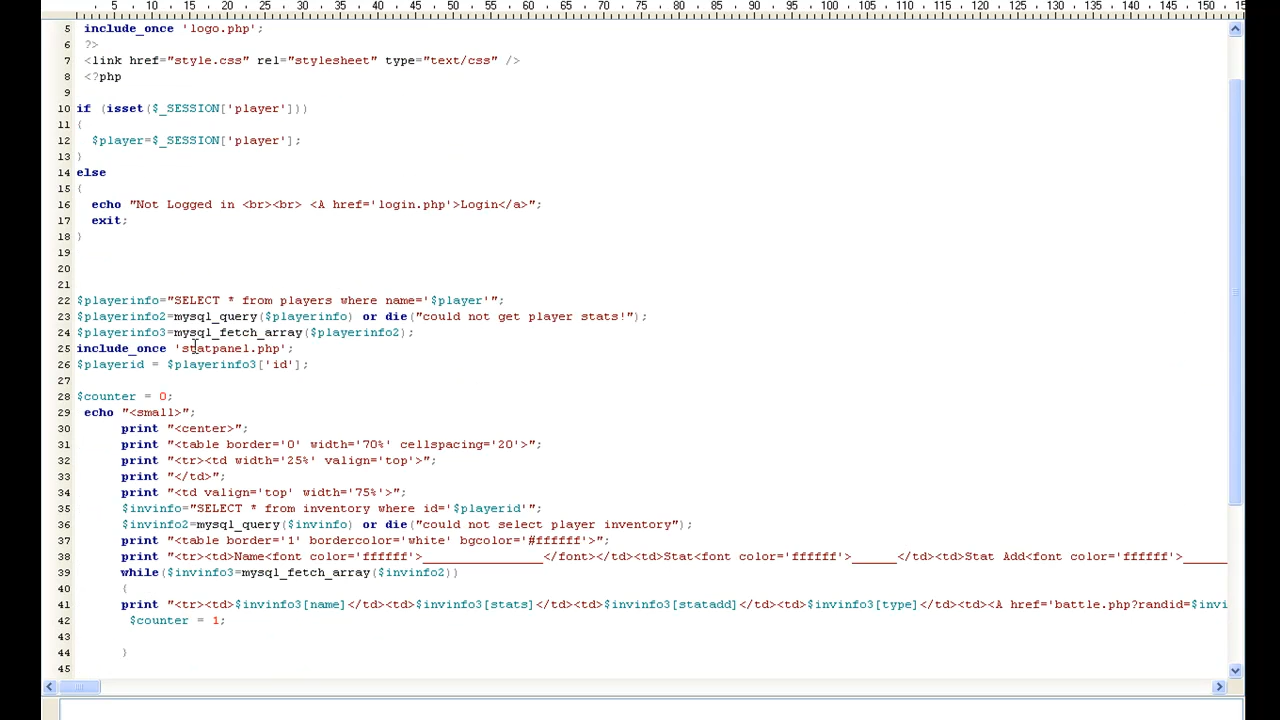 5 10 15 20 25 30 35 40 45 50 55 60 65 70 75 80 85 90 95 100 105 110 115 120 125 130 135 140 145 150 15
5 include_once 'logo.php';
6 ?>
7 <link href="style.css" rel="stylesheet" type="text/css" />
8 <?php
9
10 if (isset($_SESSION['player']))
11 {
12 $player=$_SESSION['player'];
13 }
14 else
15 {
16 echo "Not Logged in <br><br> <A href='login.php'>Login</a>";
17 exit;
18 }
19
20
21
22 $playerinfo="SELECT * from players where name='$player'";
23 $playerinfo2=mysql_query($playerinfo) or die("could not get player stats!");
24 $playerinfo3=mysql_fetch_array($playerinfo2);
25 include_once 'statpanel.php';
26 $playerid = $playerinfo3['id'];
27
28 $counter = 0;
29 echo "<small>";
30 print "<center>";
31 print "<table border='0' width='70%' cellspacing='20'>";
32 print "<tr><td width='25%' valign='top'>";
33 print "</td>";
34 print "<td valign='top' width='75%'>";
35 $invinfo="SELECT * from inventory where id='$playerid'";
36 $invinfo2=mysql_query($invinfo) or die("could not select player inventory");
37 print "<table border='1' bordercolor='white' bgcolor='#ffffff'>";
38 print "<tr><td>Name<font color='ffffff'>________________</font></td><td>Stat<font color='ffffff'>______</td><td>Stat Add<font color='ffffff'>______
39 while($invinfo3=mysql_fetch_array($invinfo2))
40 {
41 print "<tr><td>$invinfo3[name]</td><td>$invinfo3[stats]</td><td>$invinfo3[statadd]</td><td>$invinfo3[type]</td><td><A href='battle.php?randid=$invi
42 $counter = 1;
43
44 }
45